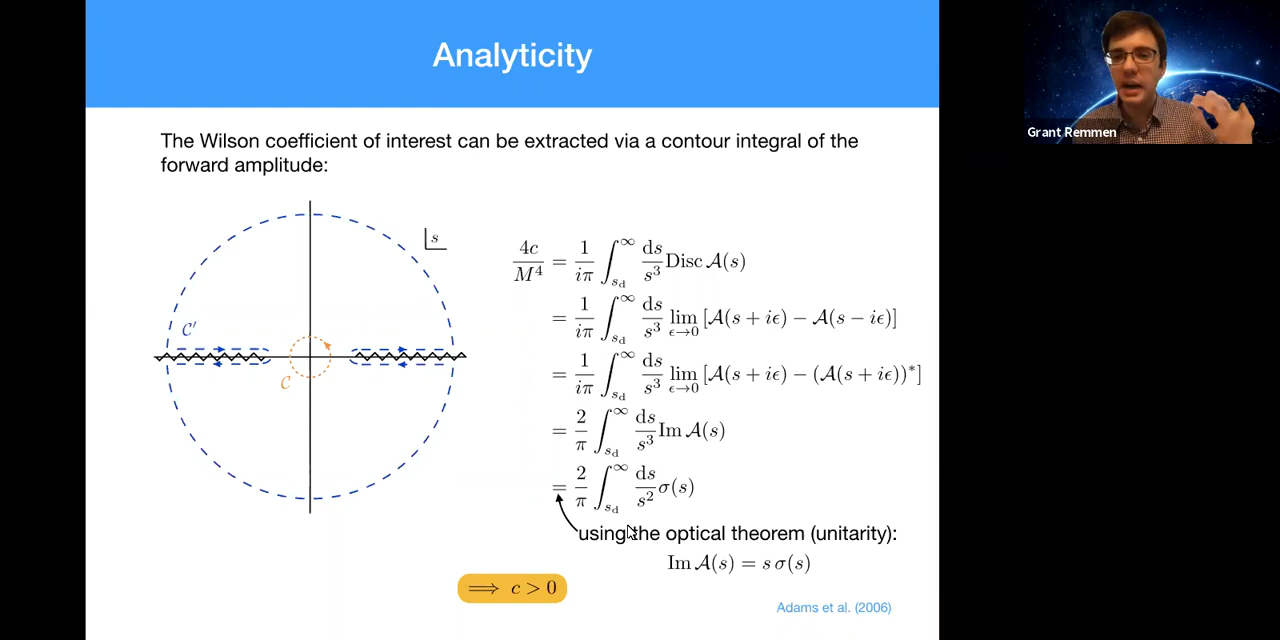 Analyticity
Grant Remmen
The Wilson coefficient of interest can be extracted via a contour integral of the
forward amplitude:
s
C′
C
4c/M⁴ = 1/(iπ) ∫_{s_d}^∞ ds/s³ Disc A(s)
= 1/(iπ) ∫_{s_d}^∞ ds/s³ lim_{ϵ→0} [A(s + iϵ) − A(s − iϵ)]
= 1/(iπ) ∫_{s_d}^∞ ds/s³ lim_{ϵ→0} [A(s + iϵ) − (A(s + iϵ))*]
= 2/π ∫_{s_d}^∞ ds/s³ Im A(s)
= 2/π ∫_{s_d}^∞ ds/s² σ(s)
using the optical theorem (unitarity):
Im A(s) = s σ(s)
⟹ c > 0
Adams et al. (2006)